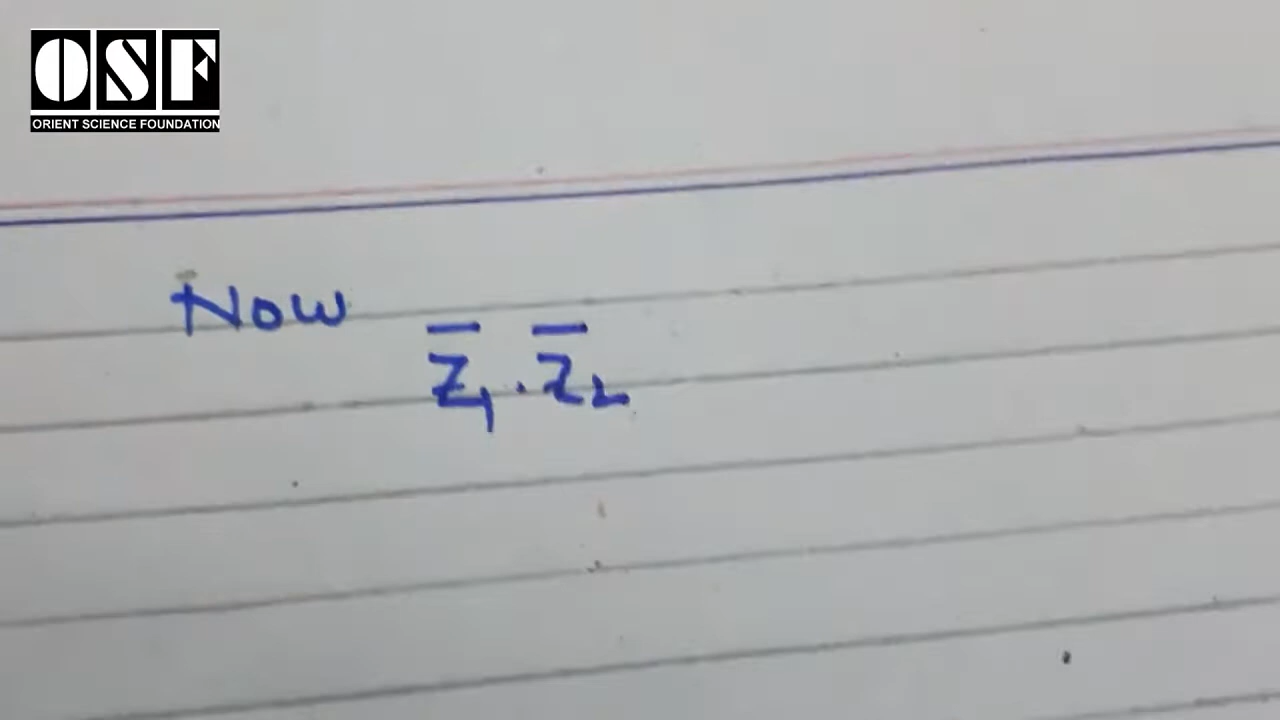 OSF
ORIENT SCIENCE FOUNDATION
Now
z̅₁ . z̅₂